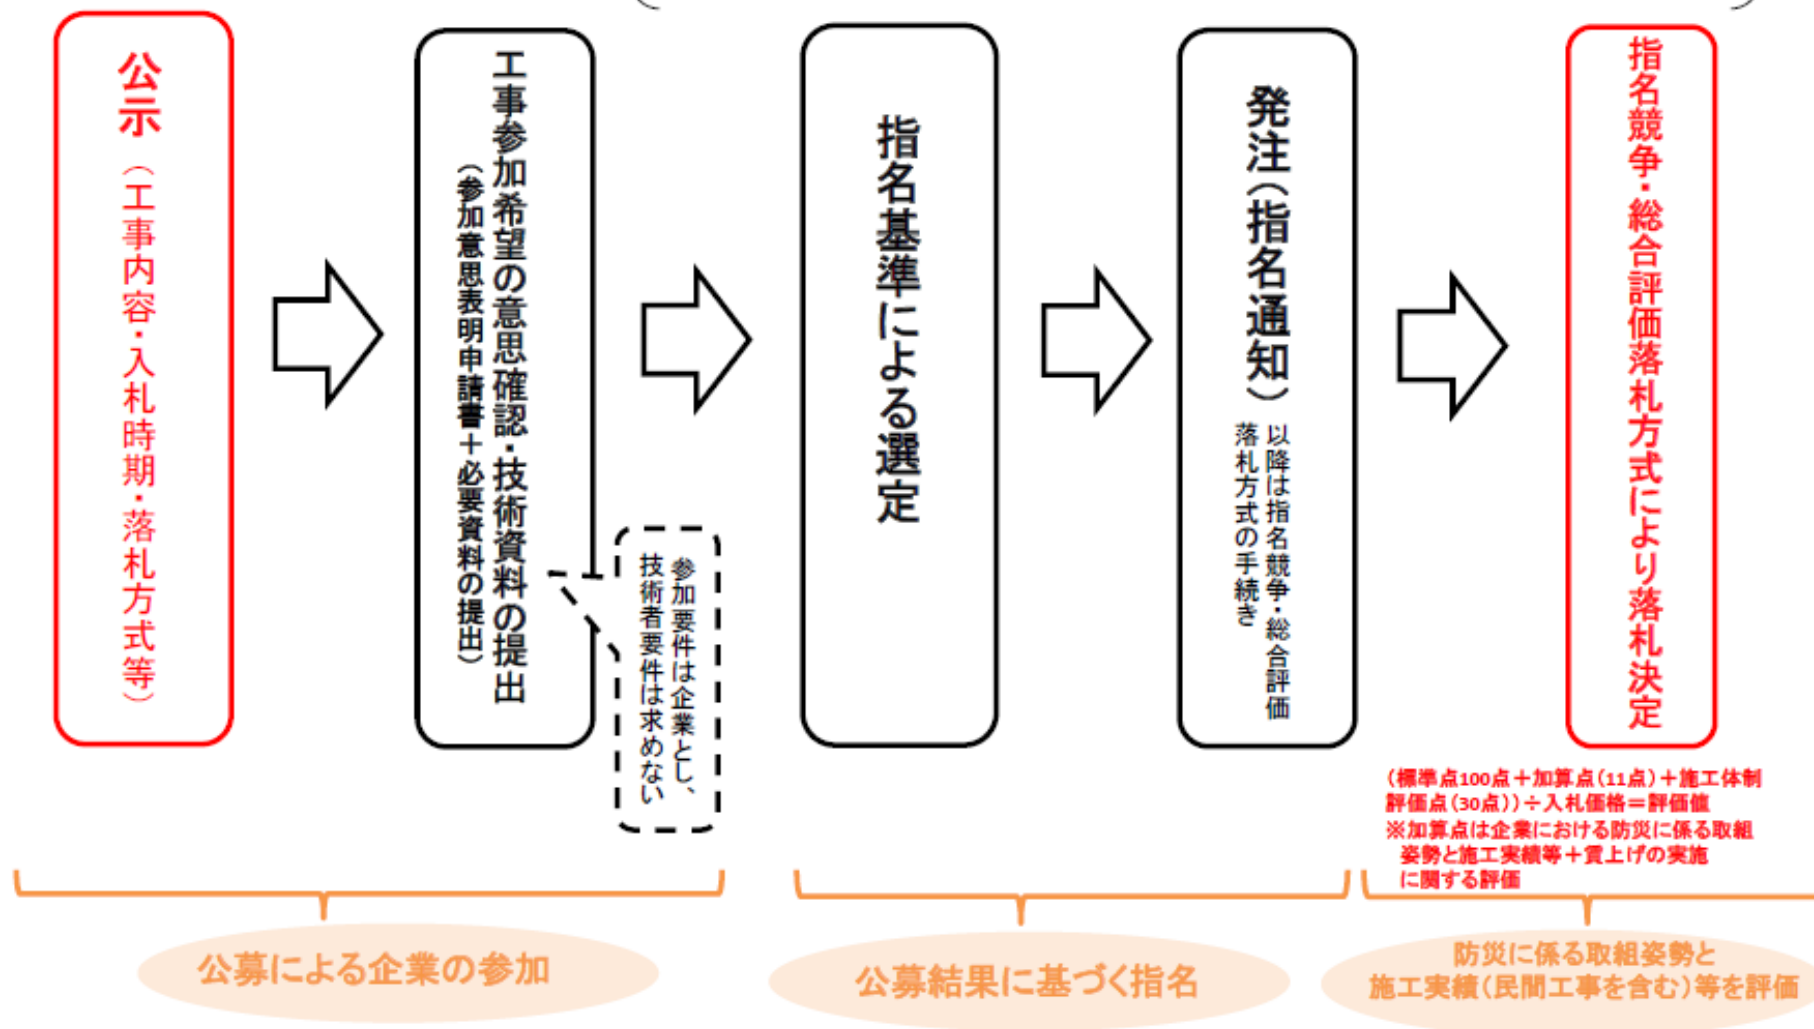 公示（工事内容・入札時期・落札方式等）
工事参加希望の意思確認・技術資料の提出
（参加意思表明申請書＋必要資料の提出）
参加要件は企業とし、
技術者要件は求めない
指名基準による選定
発注（指名通知）
以降は指名競争・総合評価
落札方式の手続き
指名競争・総合評価落札方式により落札決定
（標準点100点＋加算点（11点）＋施工体制
評価点（30点））÷入札価格＝評価値
※加算点は企業における防災に係る取組
姿勢と施工実績等＋賃上げの実施
に関する評価
公募による企業の参加
公募結果に基づく指名
防災に係る取組姿勢と
施工実績（民間工事を含む）等を評価